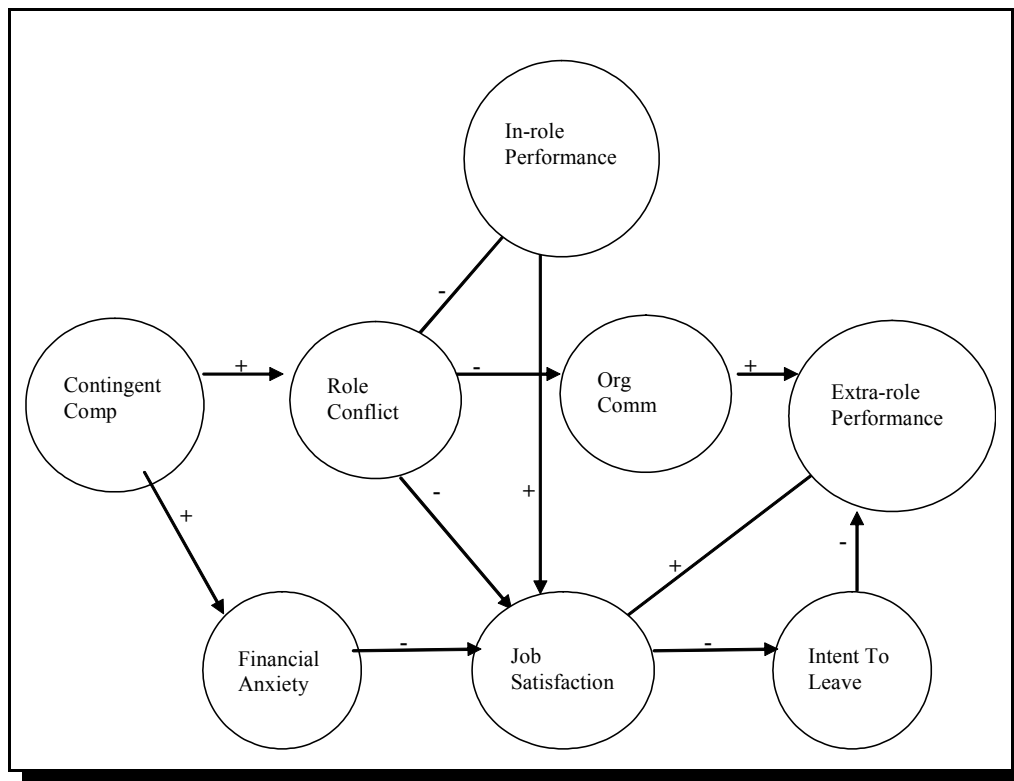 In-role
Performance
-
Contingent
Comp
+
Role
Conflict
-
Org
Comm
+
Extra-role
Performance
+
-
+
-
+
Financial
Anxiety
-
Job
Satisfaction
-
Intent To
Leave